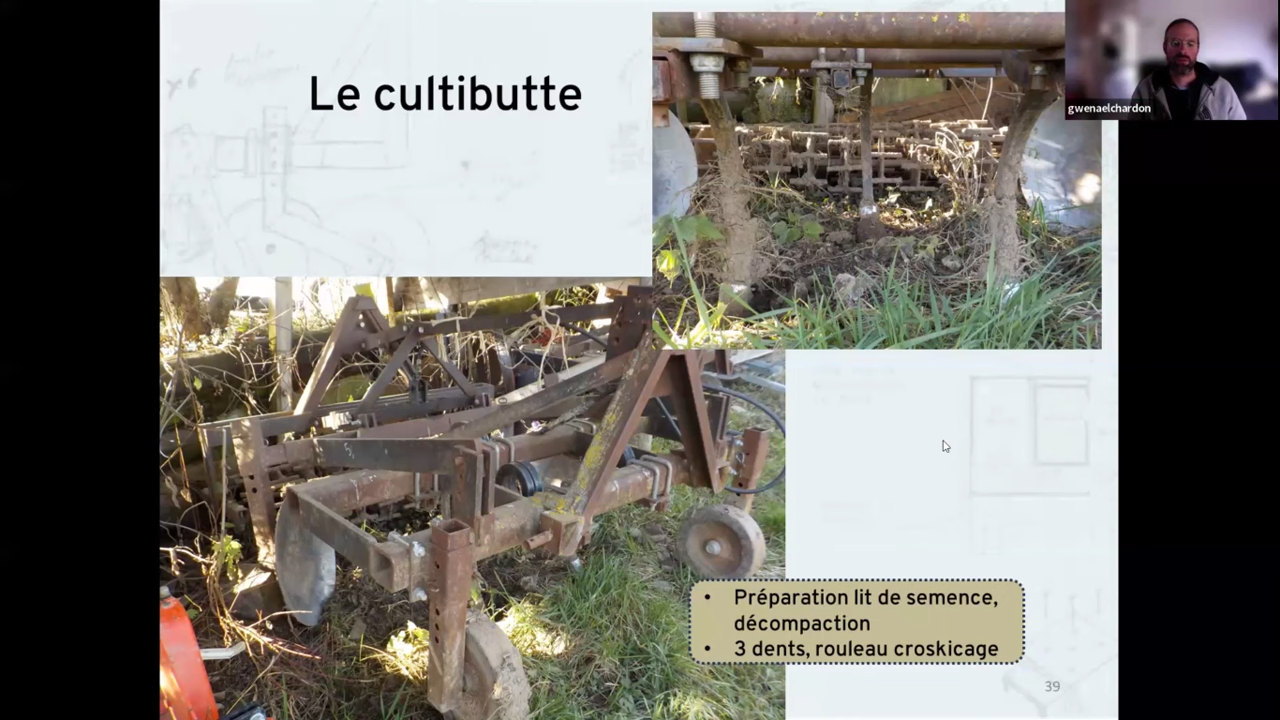 Le cultibutte
gwenaelchardon
• Préparation lit de semence,
décompaction
• 3 dents, rouleau croskicage
39